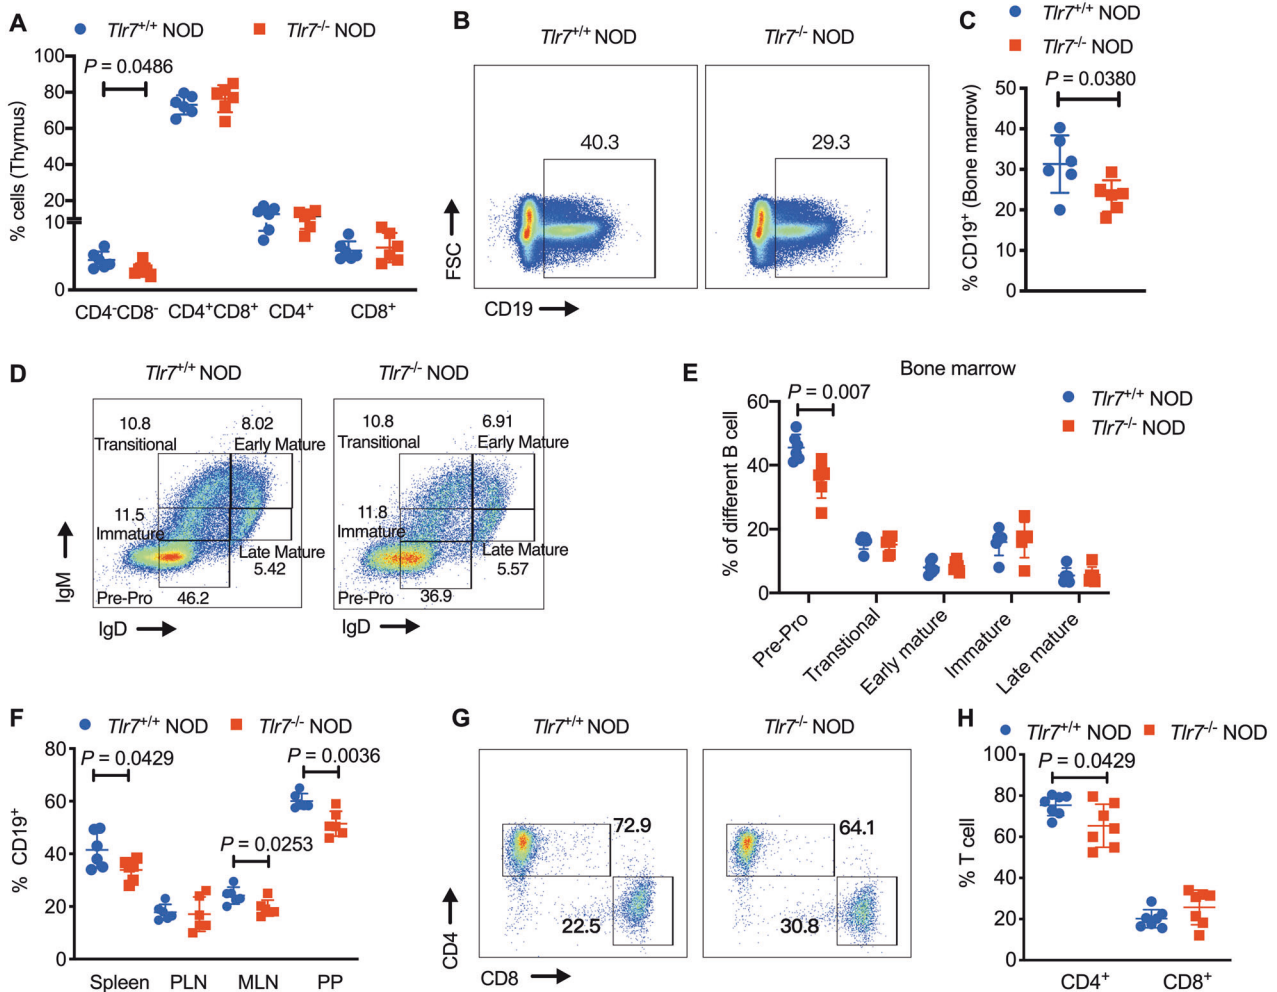 A
Tlr7+/+ NOD
Tlr7-/- NOD
P = 0.0486
% cells (Thymus)
100
80
60
40
20
10
0
CD4-CD8-
CD4+CD8+
CD4+
CD8+
B
Tlr7+/+ NOD
Tlr7-/- NOD
40.3
29.3
FSC
CD19
C
Tlr7+/+ NOD
Tlr7-/- NOD
P = 0.0380
% CD19+ (Bone marrow)
50
40
30
20
10
0
D
Tlr7+/+ NOD
Tlr7-/- NOD
10.8
Transitional
8.02
Early Mature
11.5
Immature
Late Mature
5.42
Pre-Pro
46.2
10.8
Transitional
6.91
Early Mature
11.8
Immature
Late Mature
5.57
Pre-Pro
36.9
IgM
IgD
IgD
E
Bone marrow
P = 0.007
Tlr7+/+ NOD
Tlr7-/- NOD
% of different B cell
60
40
20
0
Pre-Pro
Transtional
Early mature
Immature
Late mature
F
Tlr7+/+ NOD
Tlr7-/- NOD
P = 0.0429
P = 0.0253
P = 0.0036
% CD19+
80
60
40
20
0
Spleen
PLN
MLN
PP
G
Tlr7+/+ NOD
Tlr7-/- NOD
72.9
22.5
64.1
30.8
CD4
CD8
H
Tlr7+/+ NOD
Tlr7-/- NOD
P = 0.0429
% T cell
100
80
60
40
20
0
CD4+
CD8+